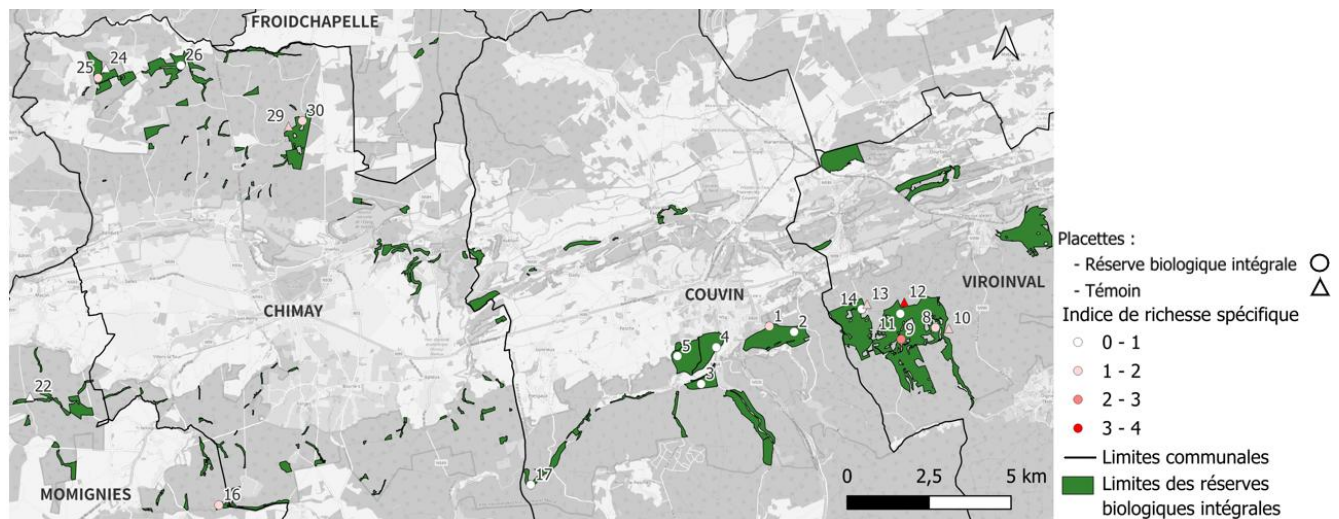 FROIDCHAPELLE
24
26
25
29
30
CHIMAY
COUVIN
VIROINVAL
14
13
12
11
9
8
10
1
2
4
5
3
22
17
16
MOMIGNIES
0
2,5
5 km
Placettes :
- Réserve biologique intégrale
- Témoin
Indice de richesse spécifique
0 - 1
1 - 2
2 - 3
3 - 4
Limites communales
Limites des réserves
biologiques intégrales